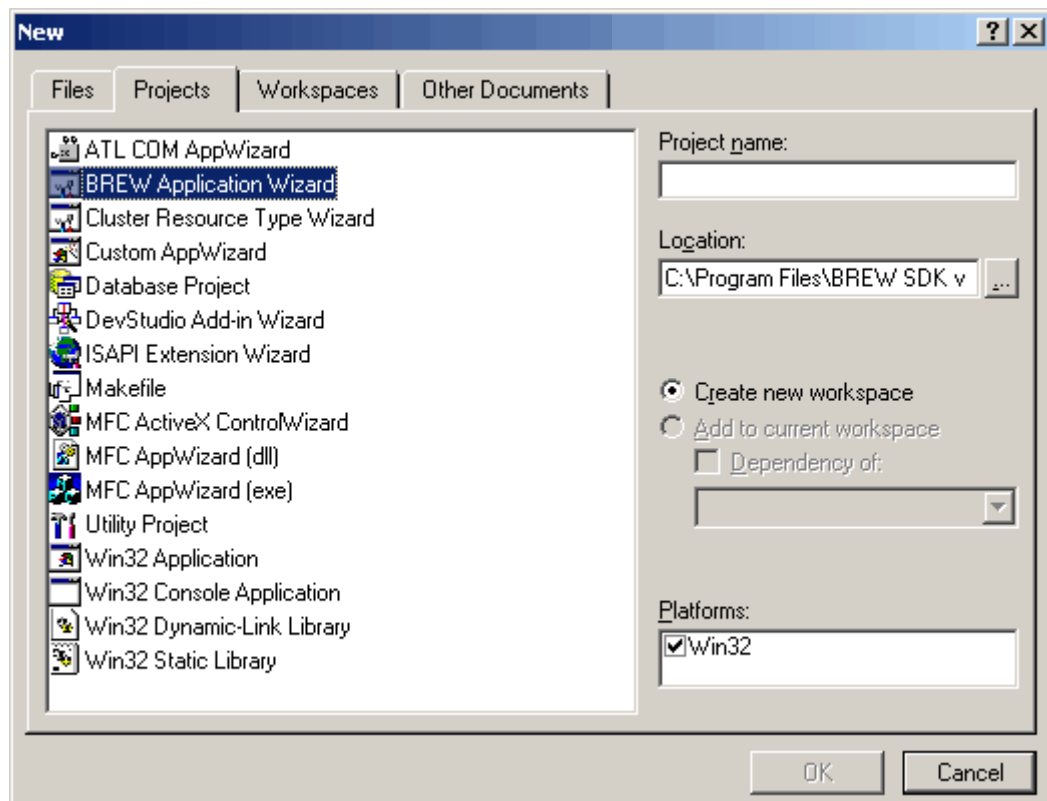 New
Files Projects Workspaces Other Documents
ATL COM AppWizard
BREW Application Wizard
Cluster Resource Type Wizard
Custom AppWizard
Database Project
DevStudio Add-in Wizard
ISAPI Extension Wizard
Makefile
MFC ActiveX ControlWizard
MFC AppWizard (dll)
MFC AppWizard (exe)
Utility Project
Win32 Application
Win32 Console Application
Win32 Dynamic-Link Library
Win32 Static Library
Project name:
Location:
C:\Program Files\BREW SDK v ...
Create new workspace
Add to current workspace
Dependency of:
Platforms:
Win32
OK Cancel